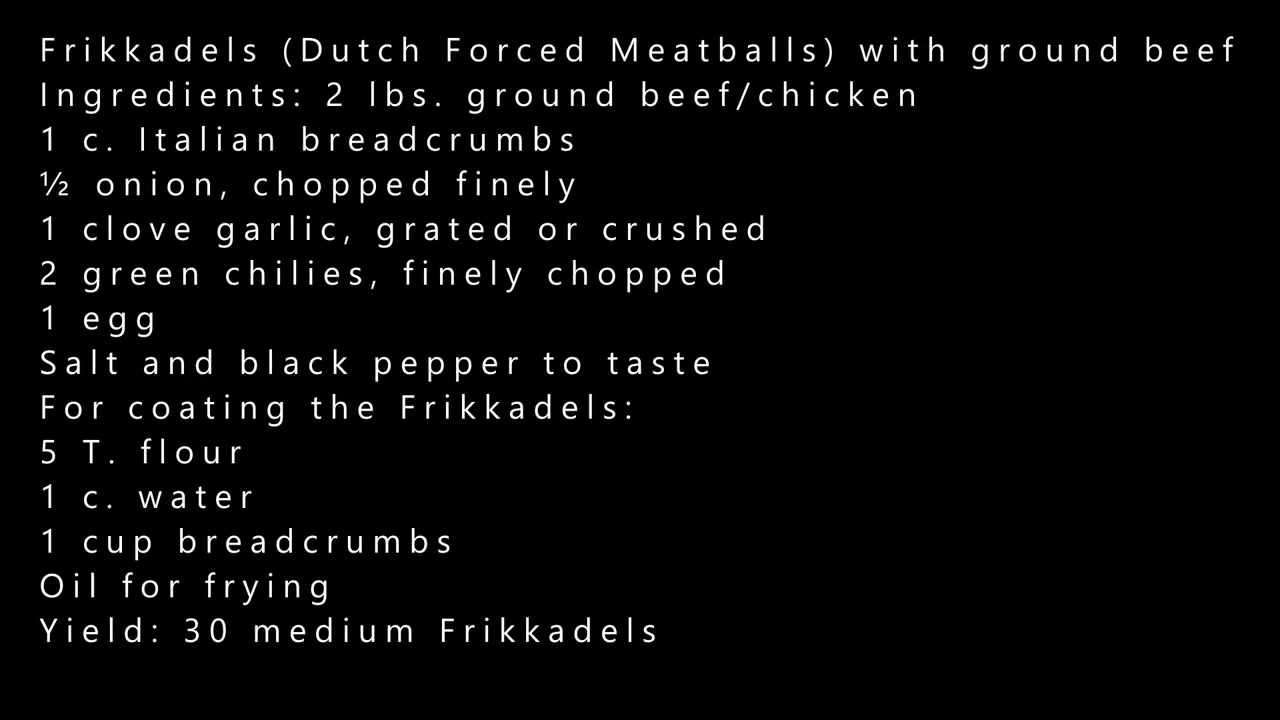 Frikkadels (Dutch Forced Meatballs) with ground beef
Ingredients: 2 lbs. ground beef/chicken
1 c. Italian breadcrumbs
½ onion, chopped finely
1 clove garlic, grated or crushed
2 green chilies, finely chopped
1 egg
Salt and black pepper to taste
For coating the Frikkadels:
5 T. flour
1 c. water
1 cup breadcrumbs
Oil for frying
Yield: 30 medium Frikkadels